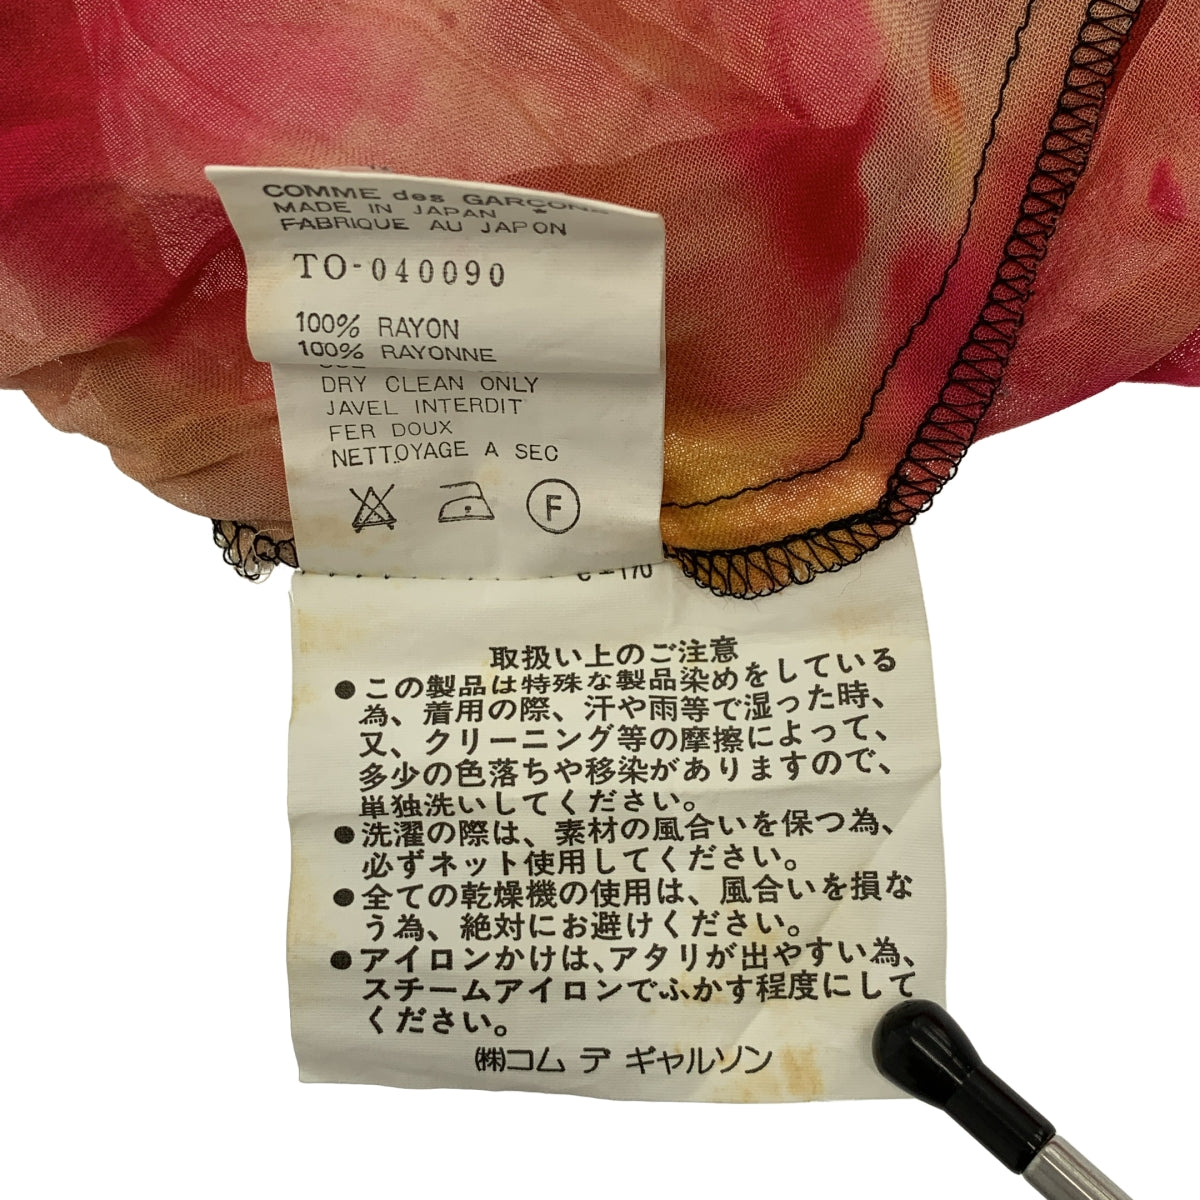 COMME des GARÇONS
MADE IN JAPAN
FABRIQUE AU JAPON
TO-040090
100% RAYON
100% RAYONNE
DRY CLEAN ONLY
JAVEL INTERDIT
FER DOUX
NETTOYAGE A SEC
F
取扱い上のご注意
●この製品は特殊な製品染めをしている
為、着用の際、汗や雨等で湿った時、
又、クリーニング等の摩擦によって、
多少の色落ちや移染がありますので、
単独洗いしてください。
●洗濯の際は、素材の風合いを保つ為、
必ずネット使用してください。
●全ての乾燥機の使用は、風合いを損な
う為、絶対にお避けください。
●アイロンかけは、アタリが出やすい為、
スチームアイロンでふかす程度にして
ください。
㈱コム デ ギャルソン